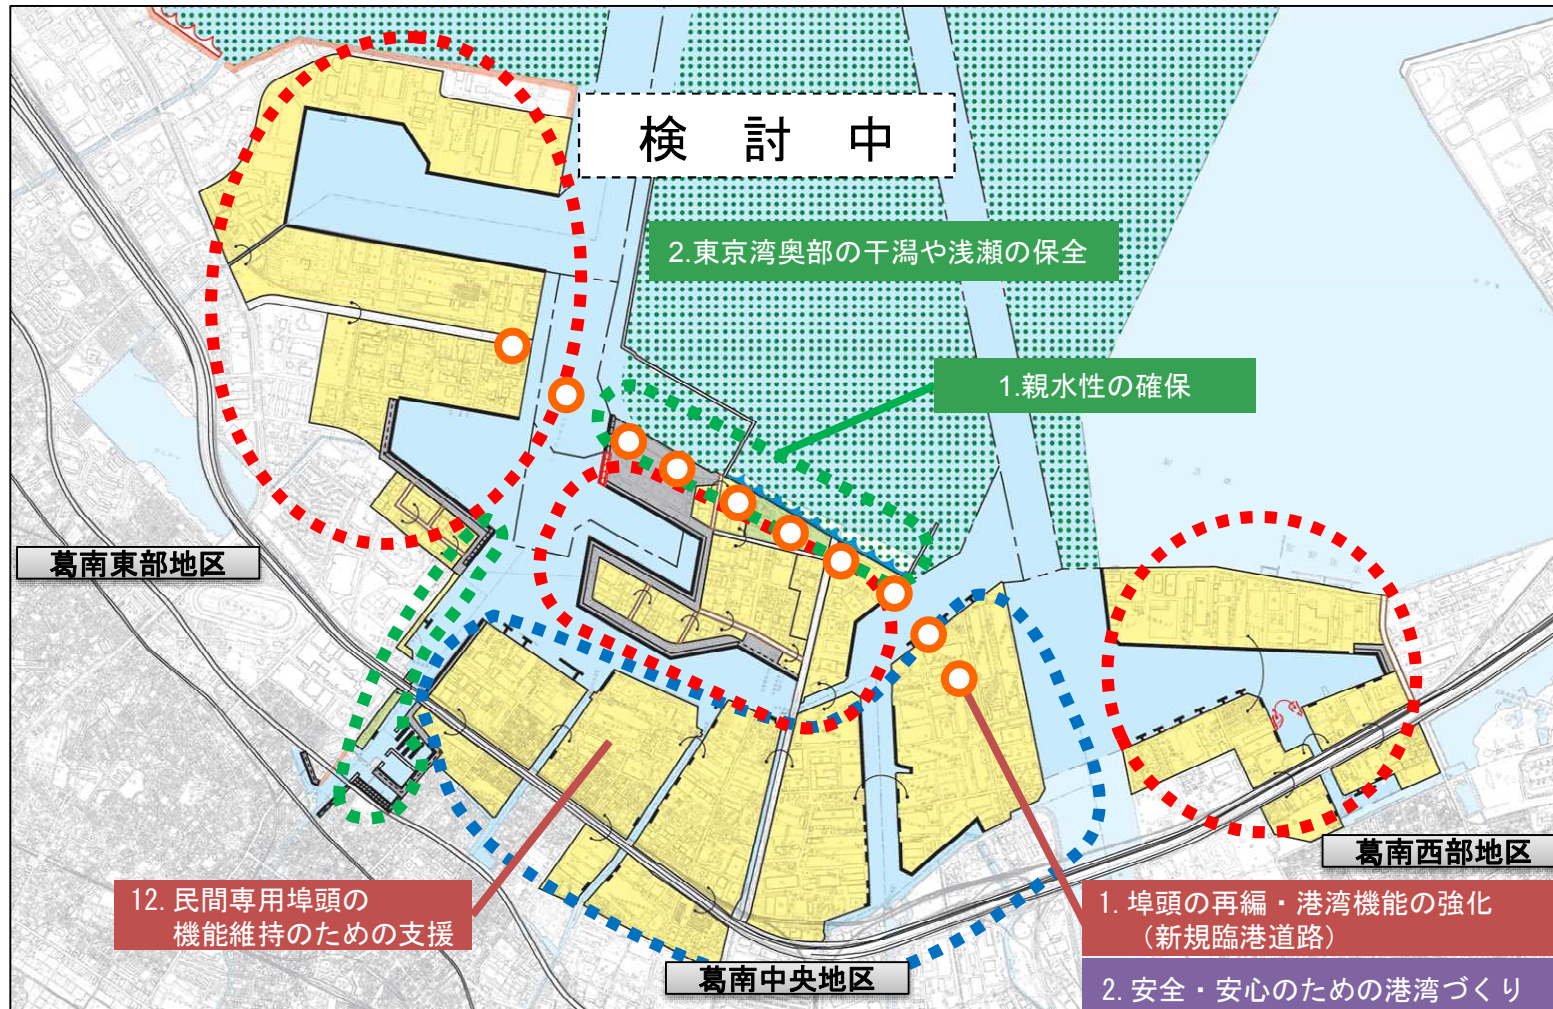 検 討 中
2.東京湾奥部の干潟や浅瀬の保全
1.親水性の確保
葛南東部地区
葛南西部地区
12.民間専用埠頭の
機能維持のための支援
1.埠頭の再編・港湾機能の強化
（新規臨港道路）
葛南中央地区
2.安全・安心のための港湾づくり